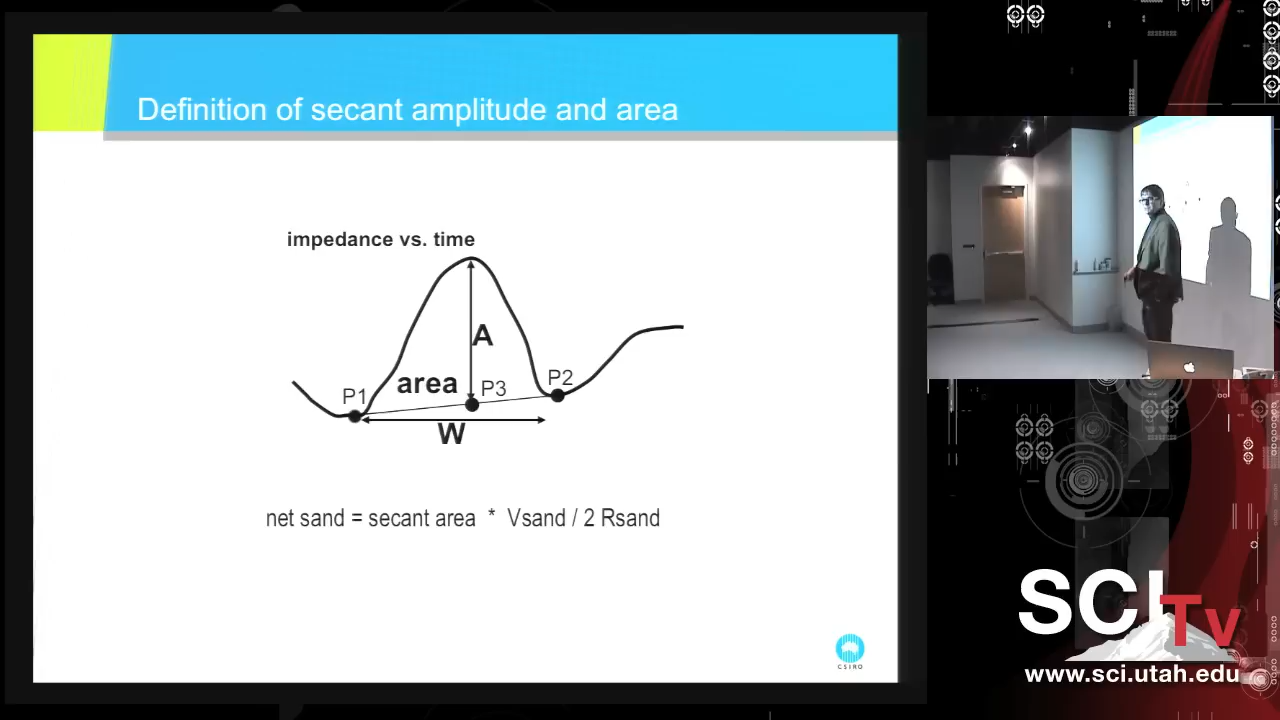 Definition of secant amplitude and area
impedance vs. time
A
area
P1
P3
P2
W
net sand = secant area * Vsand / 2 Rsand
CSIRO
SCI
Tv
www.sci.utah.edu